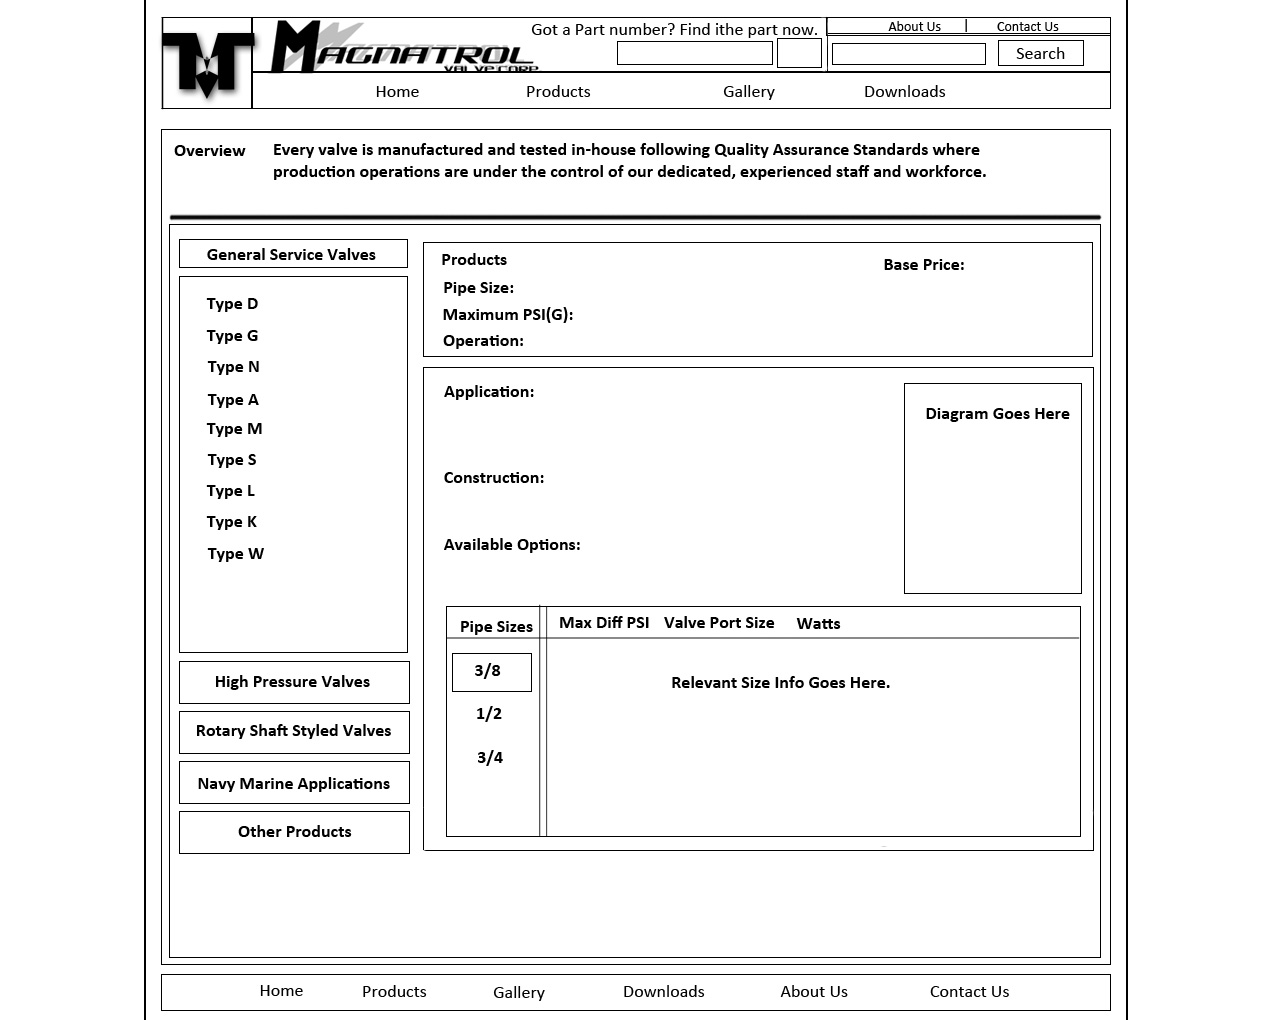 Got a Part number? Find ithe part now.
About Us | Contact Us
MAGNATROL
VALVE CORP
Search
Home Products Gallery Downloads
Overview
Every valve is manufactured and tested in-house following Quality Assurance Standards where
production operations are under the control of our dedicated, experienced staff and workforce.
General Service Valves
Type D
Type G
Type N
Type A
Type M
Type S
Type L
Type K
Type W
High Pressure Valves
Rotary Shaft Styled Valves
Navy Marine Applications
Other Products
Products
Base Price:
Pipe Size:
Maximum PSI(G):
Operation:
Application:
Diagram Goes Here
Construction:
Available Options:
Pipe Sizes Max Diff PSI Valve Port Size Watts
3/8
Relevant Size Info Goes Here.
1/2
3/4
Home Products Gallery Downloads About Us Contact Us